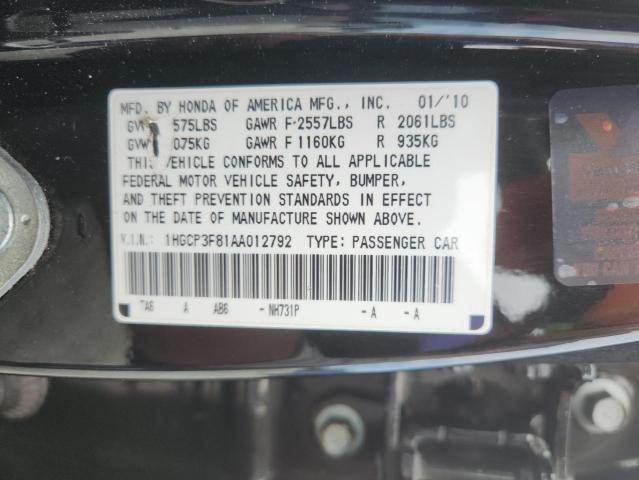 MFD. BY HONDA OF AMERICA MFG., INC. 01/'10
575LBS GAWR F 2557LBS R 2061LBS
075KG GAWR F 1160KG R 935KG
THIS VEHICLE CONFORMS TO ALL APPLICABLE
FEDERAL MOTOR VEHICLE SAFETY, BUMPER,
AND THEFT PREVENTION STANDARDS IN EFFECT
ON THE DATE OF MANUFACTURE SHOWN ABOVE.
V.I.N.: 1HGCP3F81AA012792 TYPE: PASSENGER CAR
TA6 A AB6 - NH731P - A - A